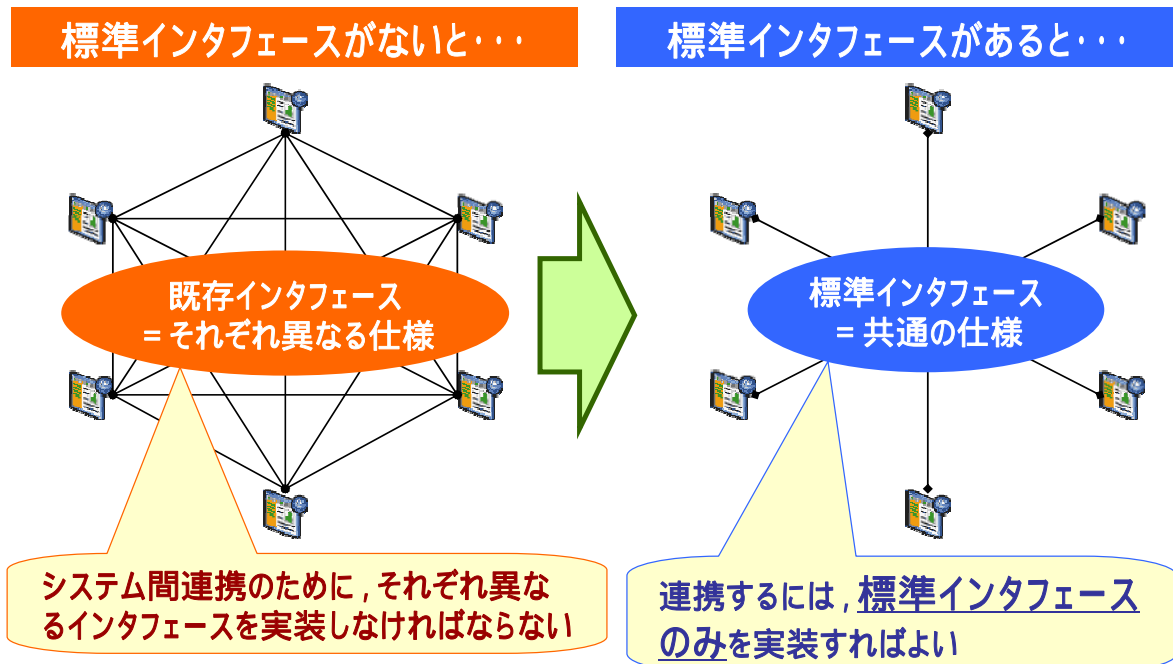 標準インタフェースがないと・・・
標準インタフェースがあると・・・
既存インタフェース
= それぞれ異なる仕様
標準インタフェース
= 共通の仕様
システム間連携のために , それぞれ異な
るインタフェースを実装しなければならない
連携するには , 標準インタフェース
のみを実装すればよい